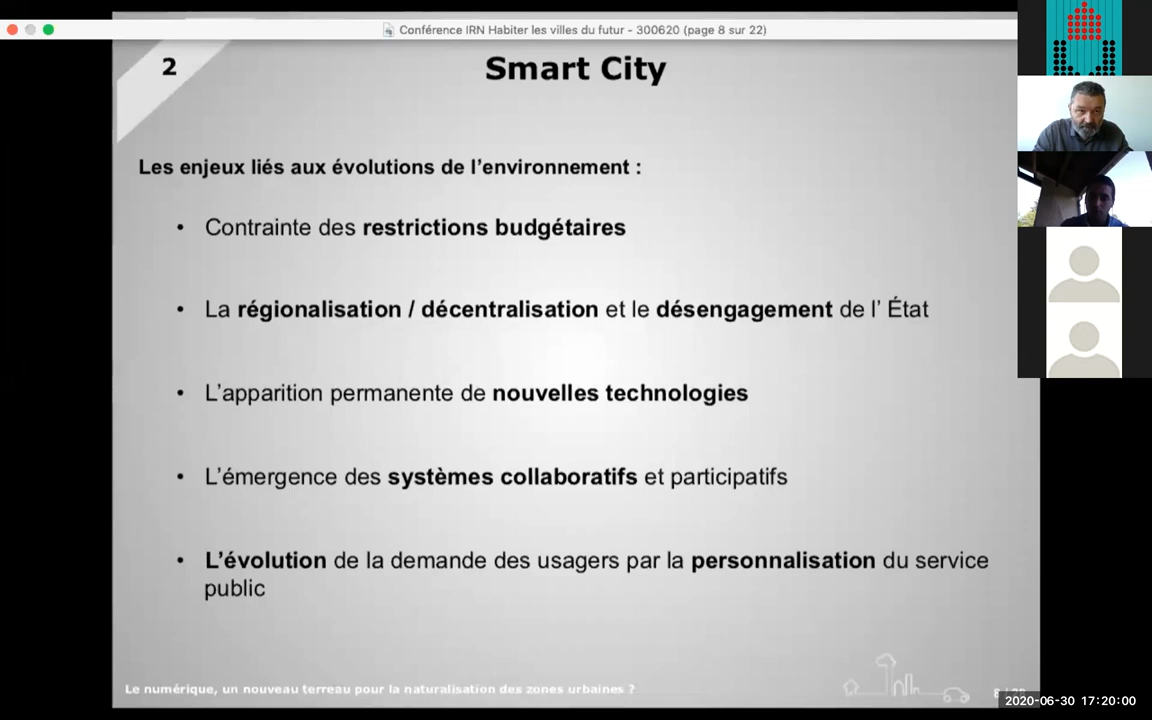 Conférence IRN Habiter les villes du futur - 300620 (page 8 sur 22)
2
Smart City
Les enjeux liés aux évolutions de l'environnement :
• Contrainte des restrictions budgétaires
• La régionalisation / décentralisation et le désengagement de l' État
• L'apparition permanente de nouvelles technologies
• L'émergence des systèmes collaboratifs et participatifs
• L'évolution de la demande des usagers par la personnalisation du service
public
Le numérique, un nouveau terreau pour la naturalisation des zones urbaines ?
2020-06-30 17:20:00